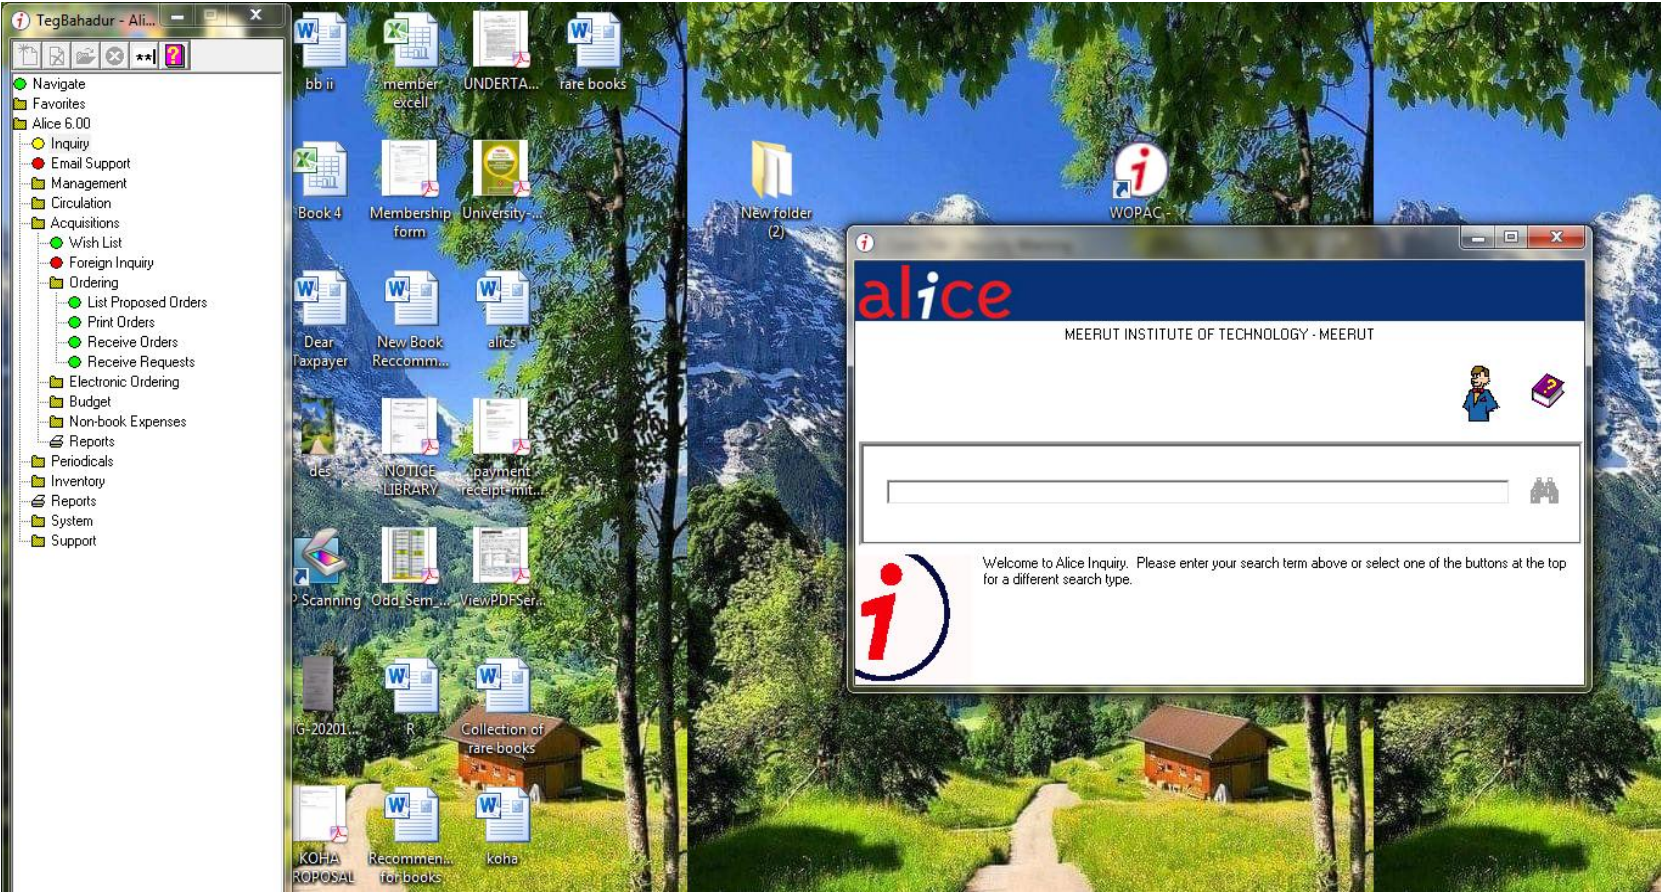 TegBahadur - Ali...
Navigate
Favorites
Alice 6.00
Inquiry
Email Support
Management
Circulation
Acquisitions
Wish List
Foreign Inquiry
Ordering
List Proposed Orders
Print Orders
Receive Orders
Receive Requests
Electronic Ordering
Budget
Non-book Expenses
Reports
Periodicals
Inventory
Reports
System
Support
bb ii
member
excell
UNDERTA...
rare books
Book 4
Membership
form
University-...
Dear
Taxpayer
New Book
Reccomm...
alics
des
NOTICE
LIBRARY
payment
receipt-mit...
P Scanning
Odd_Sem_...
ViewPDFSer...
G-20201...
R
Collection of
rare books
KOHA
ROPOSAL
Recommen...
for books
koha
New folder
(2)
WOPAC -
alice
MEERUT INSTITUTE OF TECHNOLOGY - MEERUT
Welcome to Alice Inquiry. Please enter your search term above or select one of the buttons at the top
for a different search type.